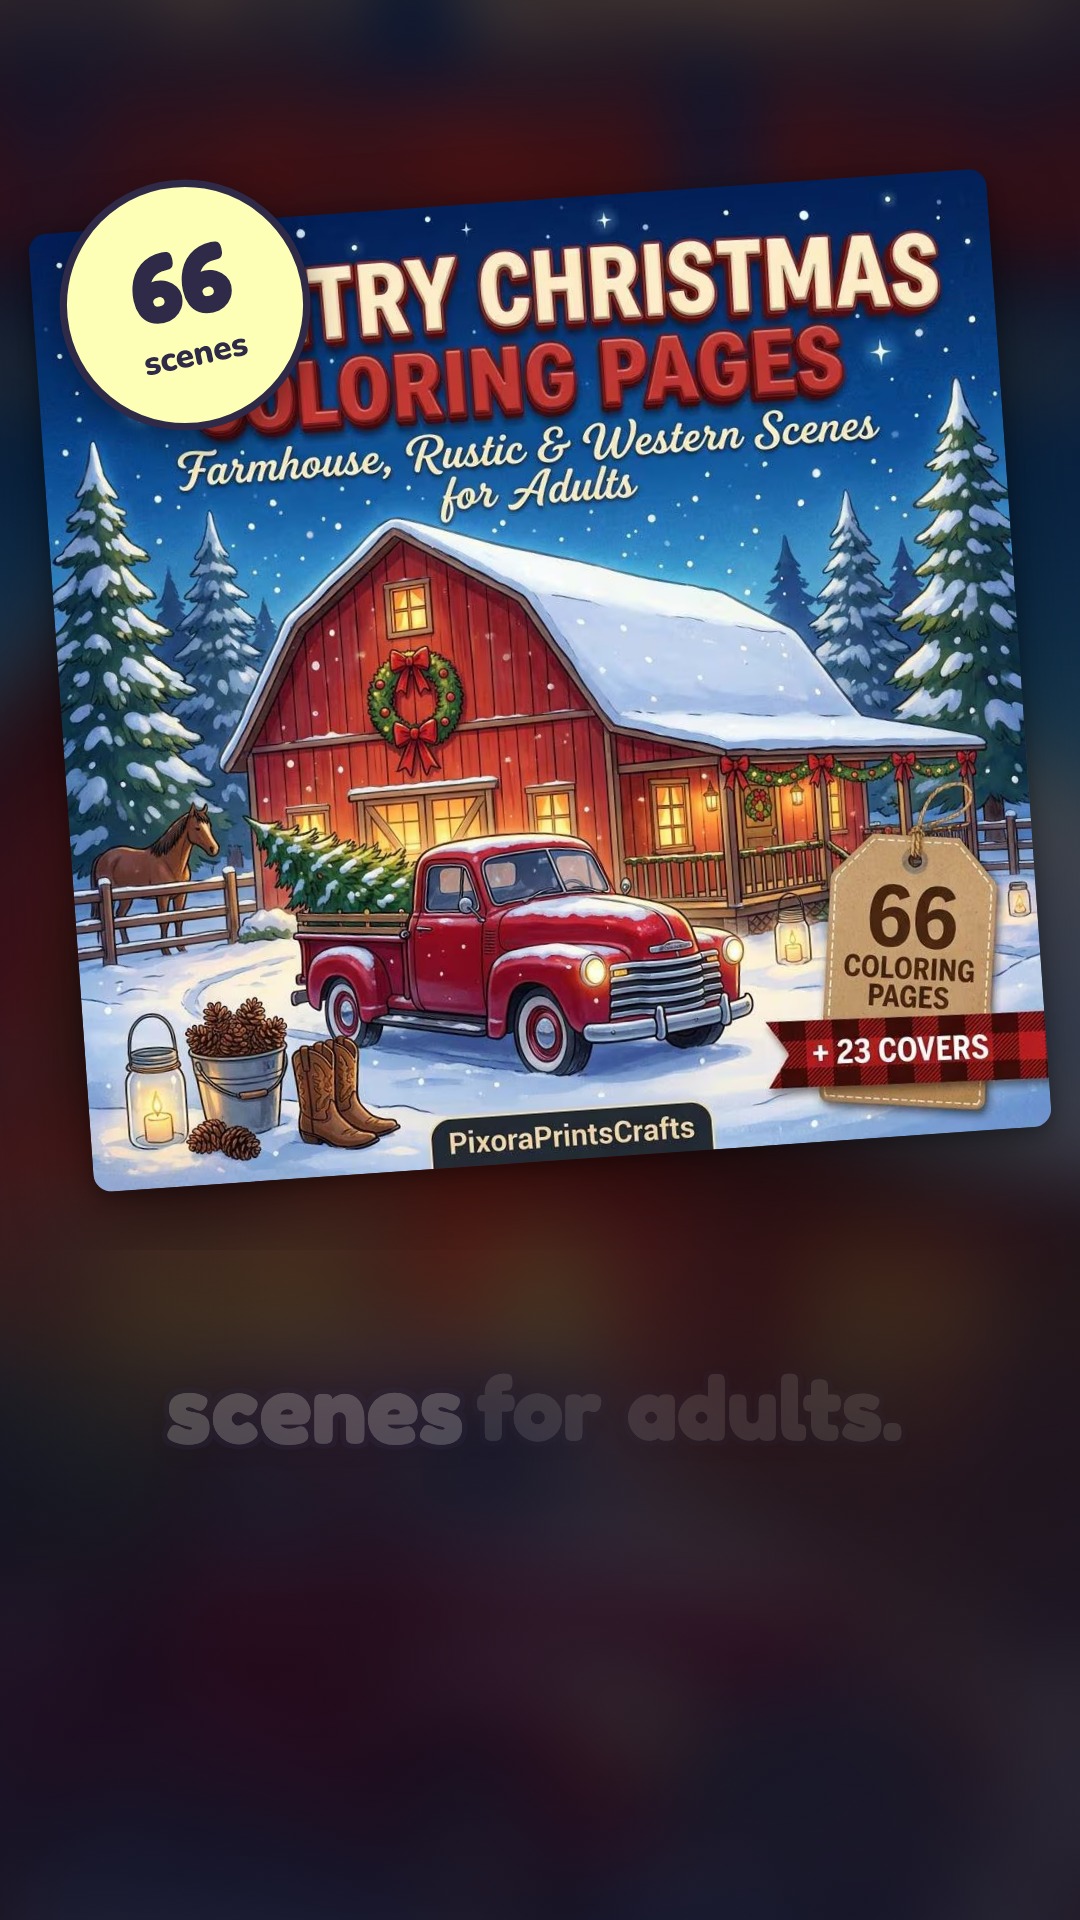 66
scenes
TRY CHRISTMAS
OLORING PAGES
Farmhouse, Rustic & Western Scenes
for Adults
66
COLORING
PAGES
+ 23 COVERS
PixoraPrintsCrafts
scenes for adults.